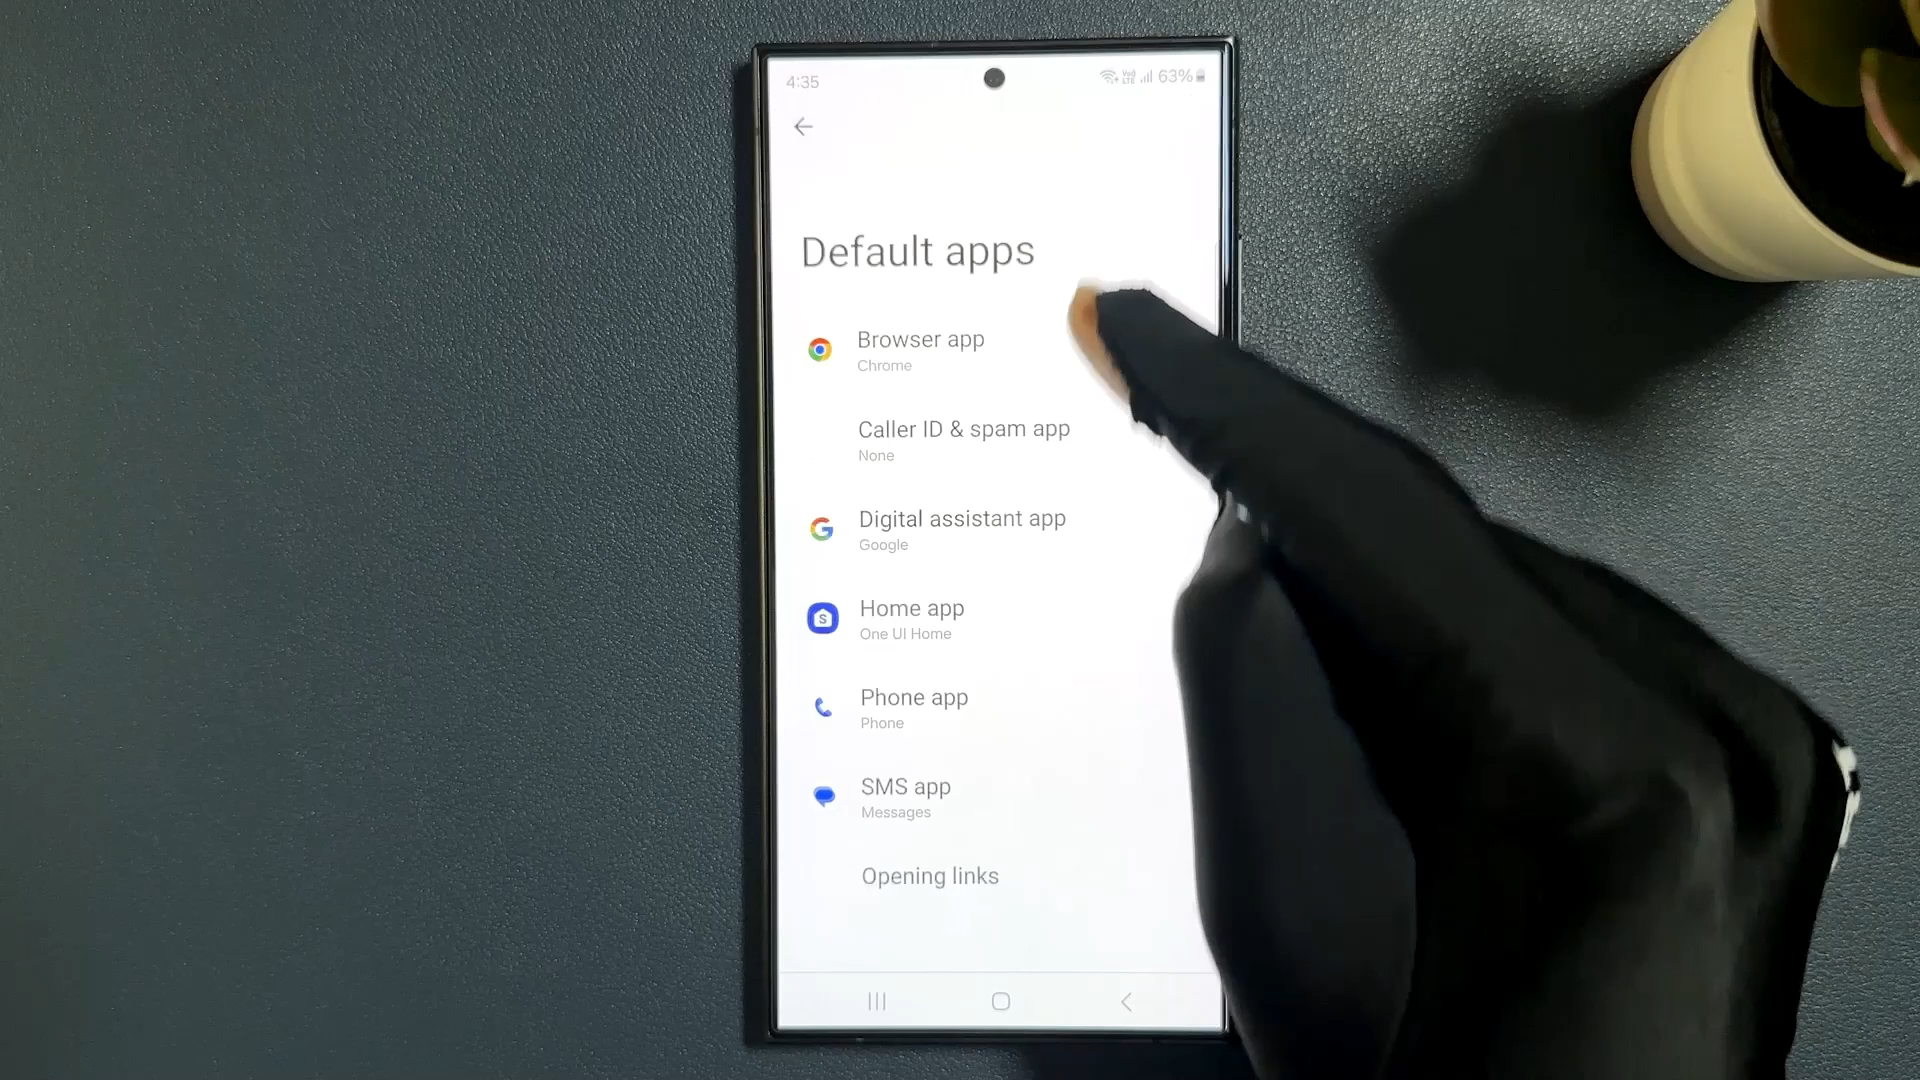 4:35
63%
Default apps
Browser app
Chrome
Caller ID & spam app
None
Digital assistant app
Google
Home app
One UI Home
Phone app
Phone
SMS app
Messages
Opening links